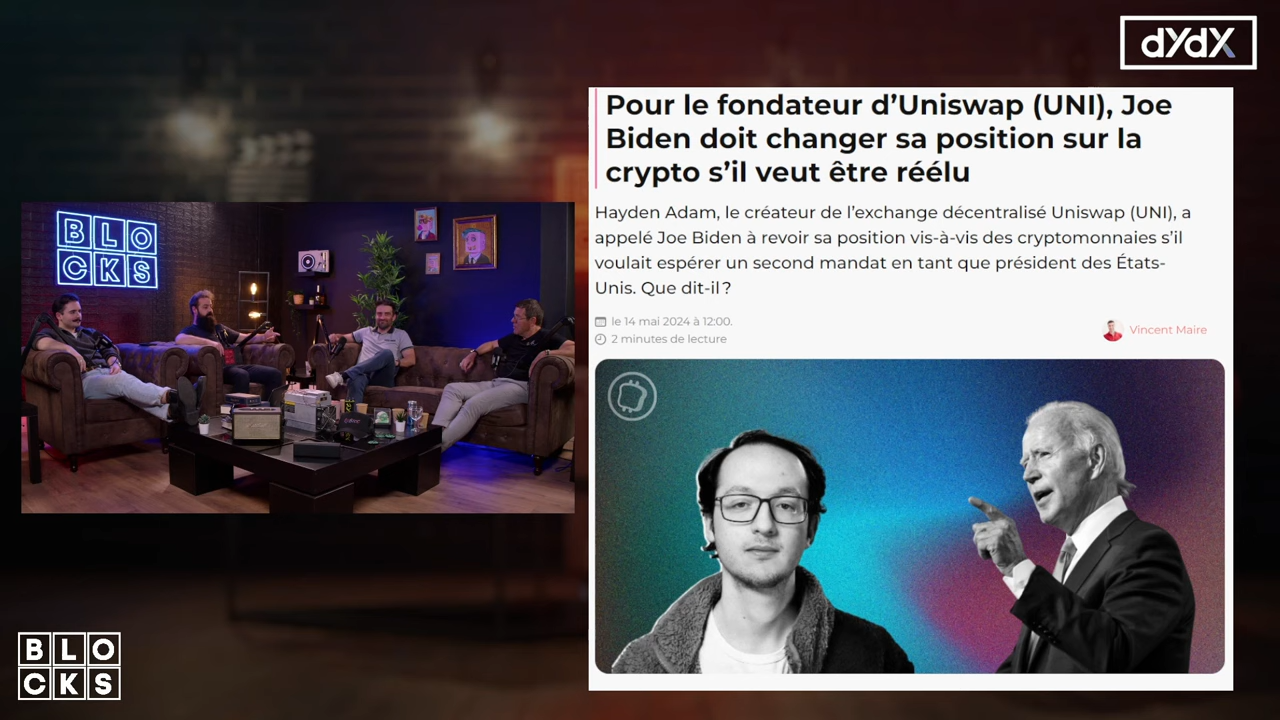 dYdX
Pour le fondateur d’Uniswap (UNI), Joe
Biden doit changer sa position sur la
crypto s’il veut être réélu
Hayden Adam, le créateur de l’exchange décentralisé Uniswap (UNI), a
appelé Joe Biden à revoir sa position vis-à-vis des cryptomonnaies s’il
voulait espérer un second mandat en tant que président des États-
Unis. Que dit-il ?
le 14 mai 2024 à 12:00.
2 minutes de lecture
Vincent Maire
BLO
CKS
BLO
CKS